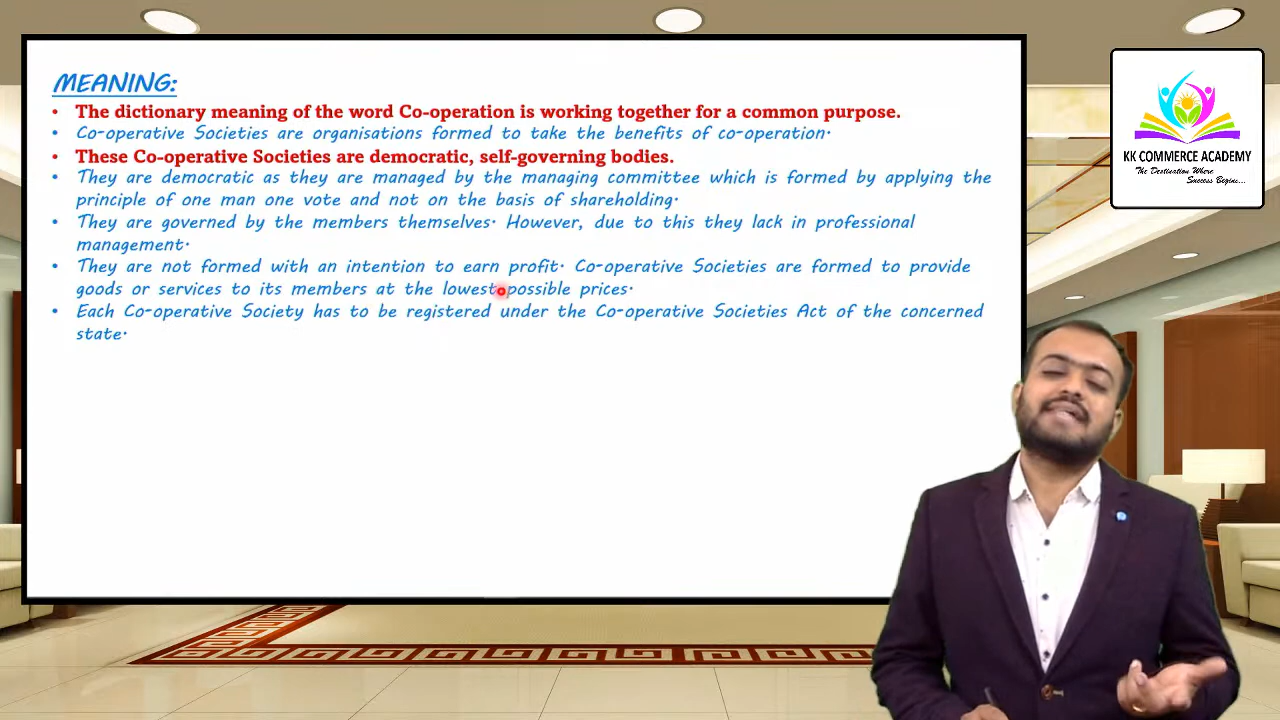 MEANING:
• The dictionary meaning of the word Co-operation is working together for a common purpose.
• Co-operative Societies are organisations formed to take the benefits of co-operation.
• These Co-operative Societies are democratic, self-governing bodies.
• They are democratic as they are managed by the managing committee which is formed by applying the
principle of one man one vote and not on the basis of shareholding.
• They are governed by the members themselves. However, due to this they lack in professional
management.
• They are not formed with an intention to earn profit. Co-operative Societies are formed to provide
goods or services to its members at the lowest possible prices.
• Each Co-operative Society has to be registered under the Co-operative Societies Act of the concerned
state.
KK COMMERCE ACADEMY
The Destination Where
Success Begins...